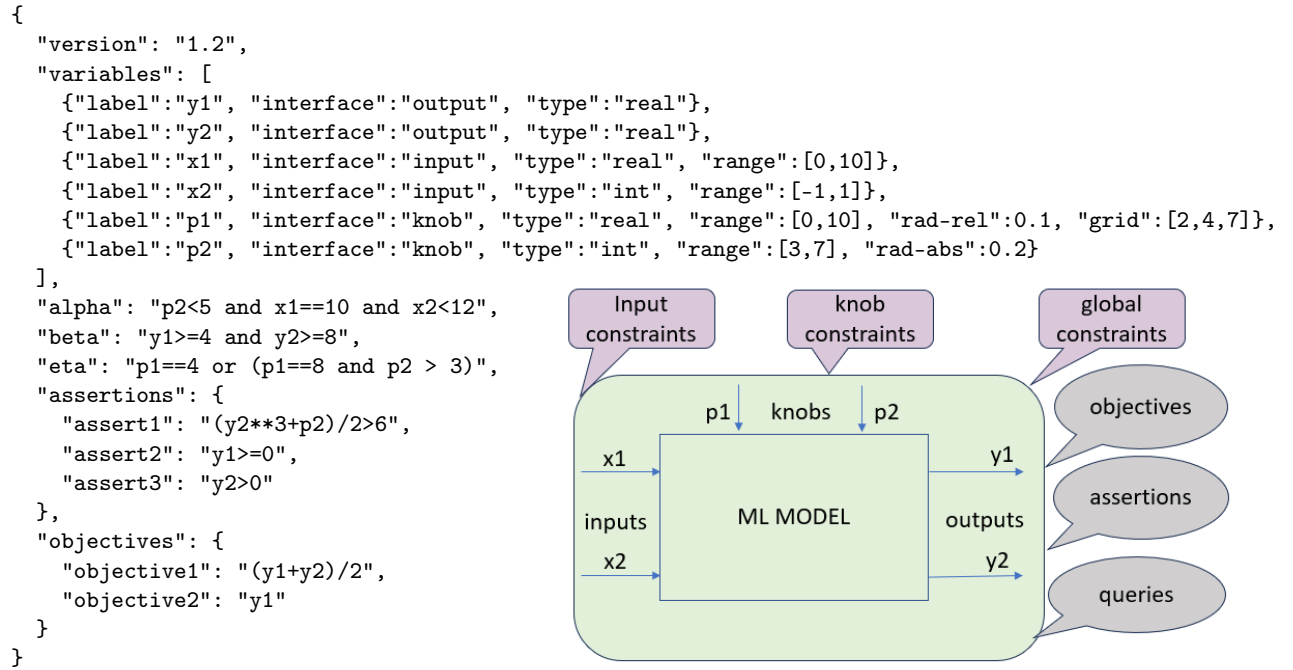 {
  "version": "1.2",
  "variables": [
    {"label":"y1", "interface":"output", "type":"real"},
    {"label":"y2", "interface":"output", "type":"real"},
    {"label":"x1", "interface":"input", "type":"real", "range":[0,10]},
    {"label":"x2", "interface":"input", "type":"int", "range":[-1,1]},
    {"label":"p1", "interface":"knob", "type":"real", "range":[0,10], "rad-rel":0.1, "grid":[2,4,7]},
    {"label":"p2", "interface":"knob", "type":"int", "range":[3,7], "rad-abs":0.2}
  ],
  "alpha": "p2<5 and x1==10 and x2<12",
  "beta": "y1>=4 and y2>=8",
  "eta": "p1==4 or (p1==8 and p2 > 3)",
  "assertions": {
    "assert1": "(y2**3+p2)/2>6",
    "assert2": "y1>=0",
    "assert3": "y2>0"
  },
  "objectives": {
    "objective1": "(y1+y2)/2",
    "objective2": "y1"
  }
}
Input
constraints
knob
constraints
global
constraints
p1 knobs p2
x1
inputs
x2
ML MODEL
y1
outputs
y2
objectives
assertions
queries